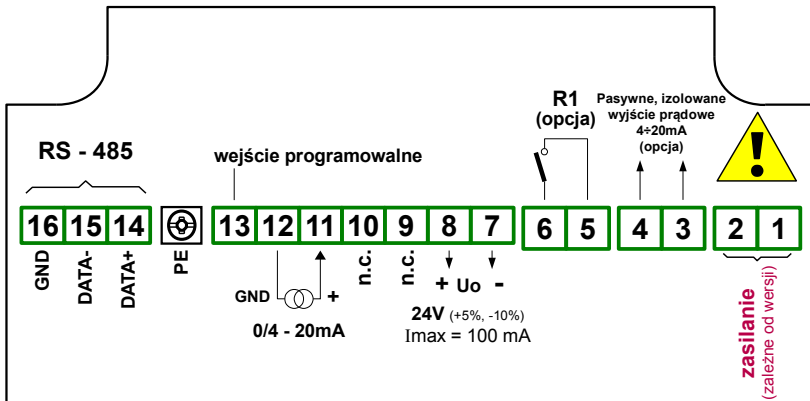 R1
(opcja)
Pasywne, izolowane
wyjście prądowe
4÷20mA
(opcja)
RS - 485
wejście programowalne
16 15 14 13 12 11 10 9 8 7 6 5 4 3 2 1
GND
DATA-
DATA+
PE
GND +
0/4 - 20mA
n.c.
n.c.
+ Uo -
24V (+5%, -10%)
Imax = 100 mA
zasilanie
(zależne od wersji)